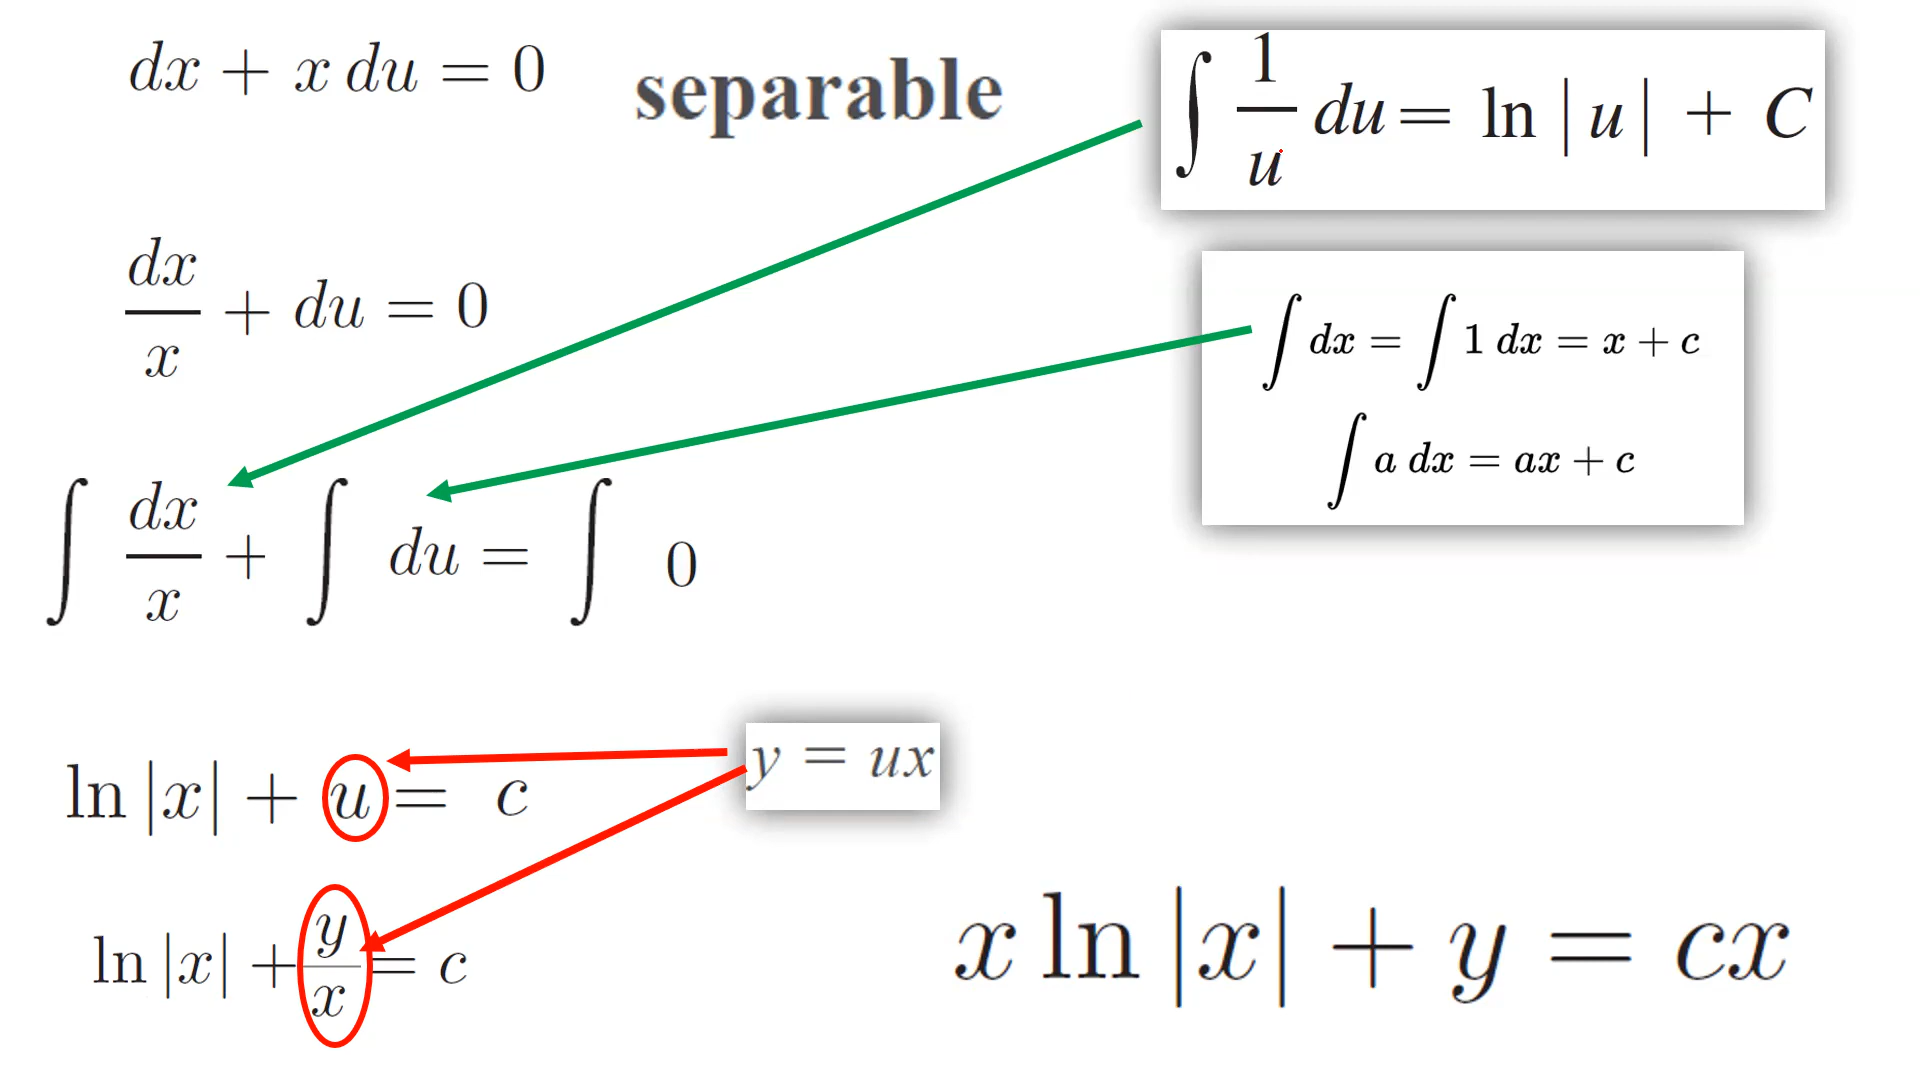 dx + x du = 0
separable
∫ 1/u du = ln |u| + C
dx/x + du = 0
∫ dx = ∫ 1 dx = x + c
∫ a dx = ax + c
∫ dx/x + ∫ du = ∫ 0
ln |x| + u = c
y = ux
ln |x| + y/x = c
x ln |x| + y = cx